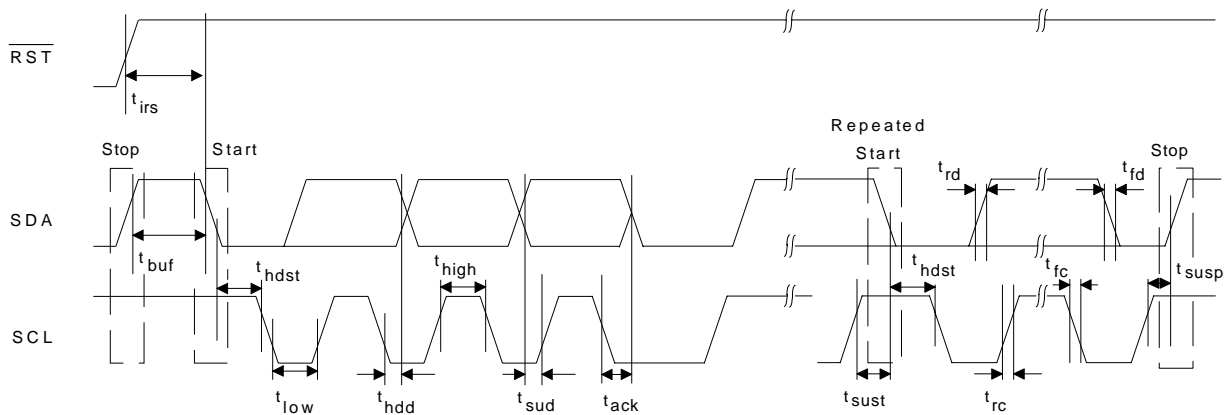 RST
t irs
Repeated
Stop Start Start Stop
t rd t fd
SDA
t buf t hdst t high t hdst t fc t susp
SCL
t low t hdd t sud t ack t sust t rc